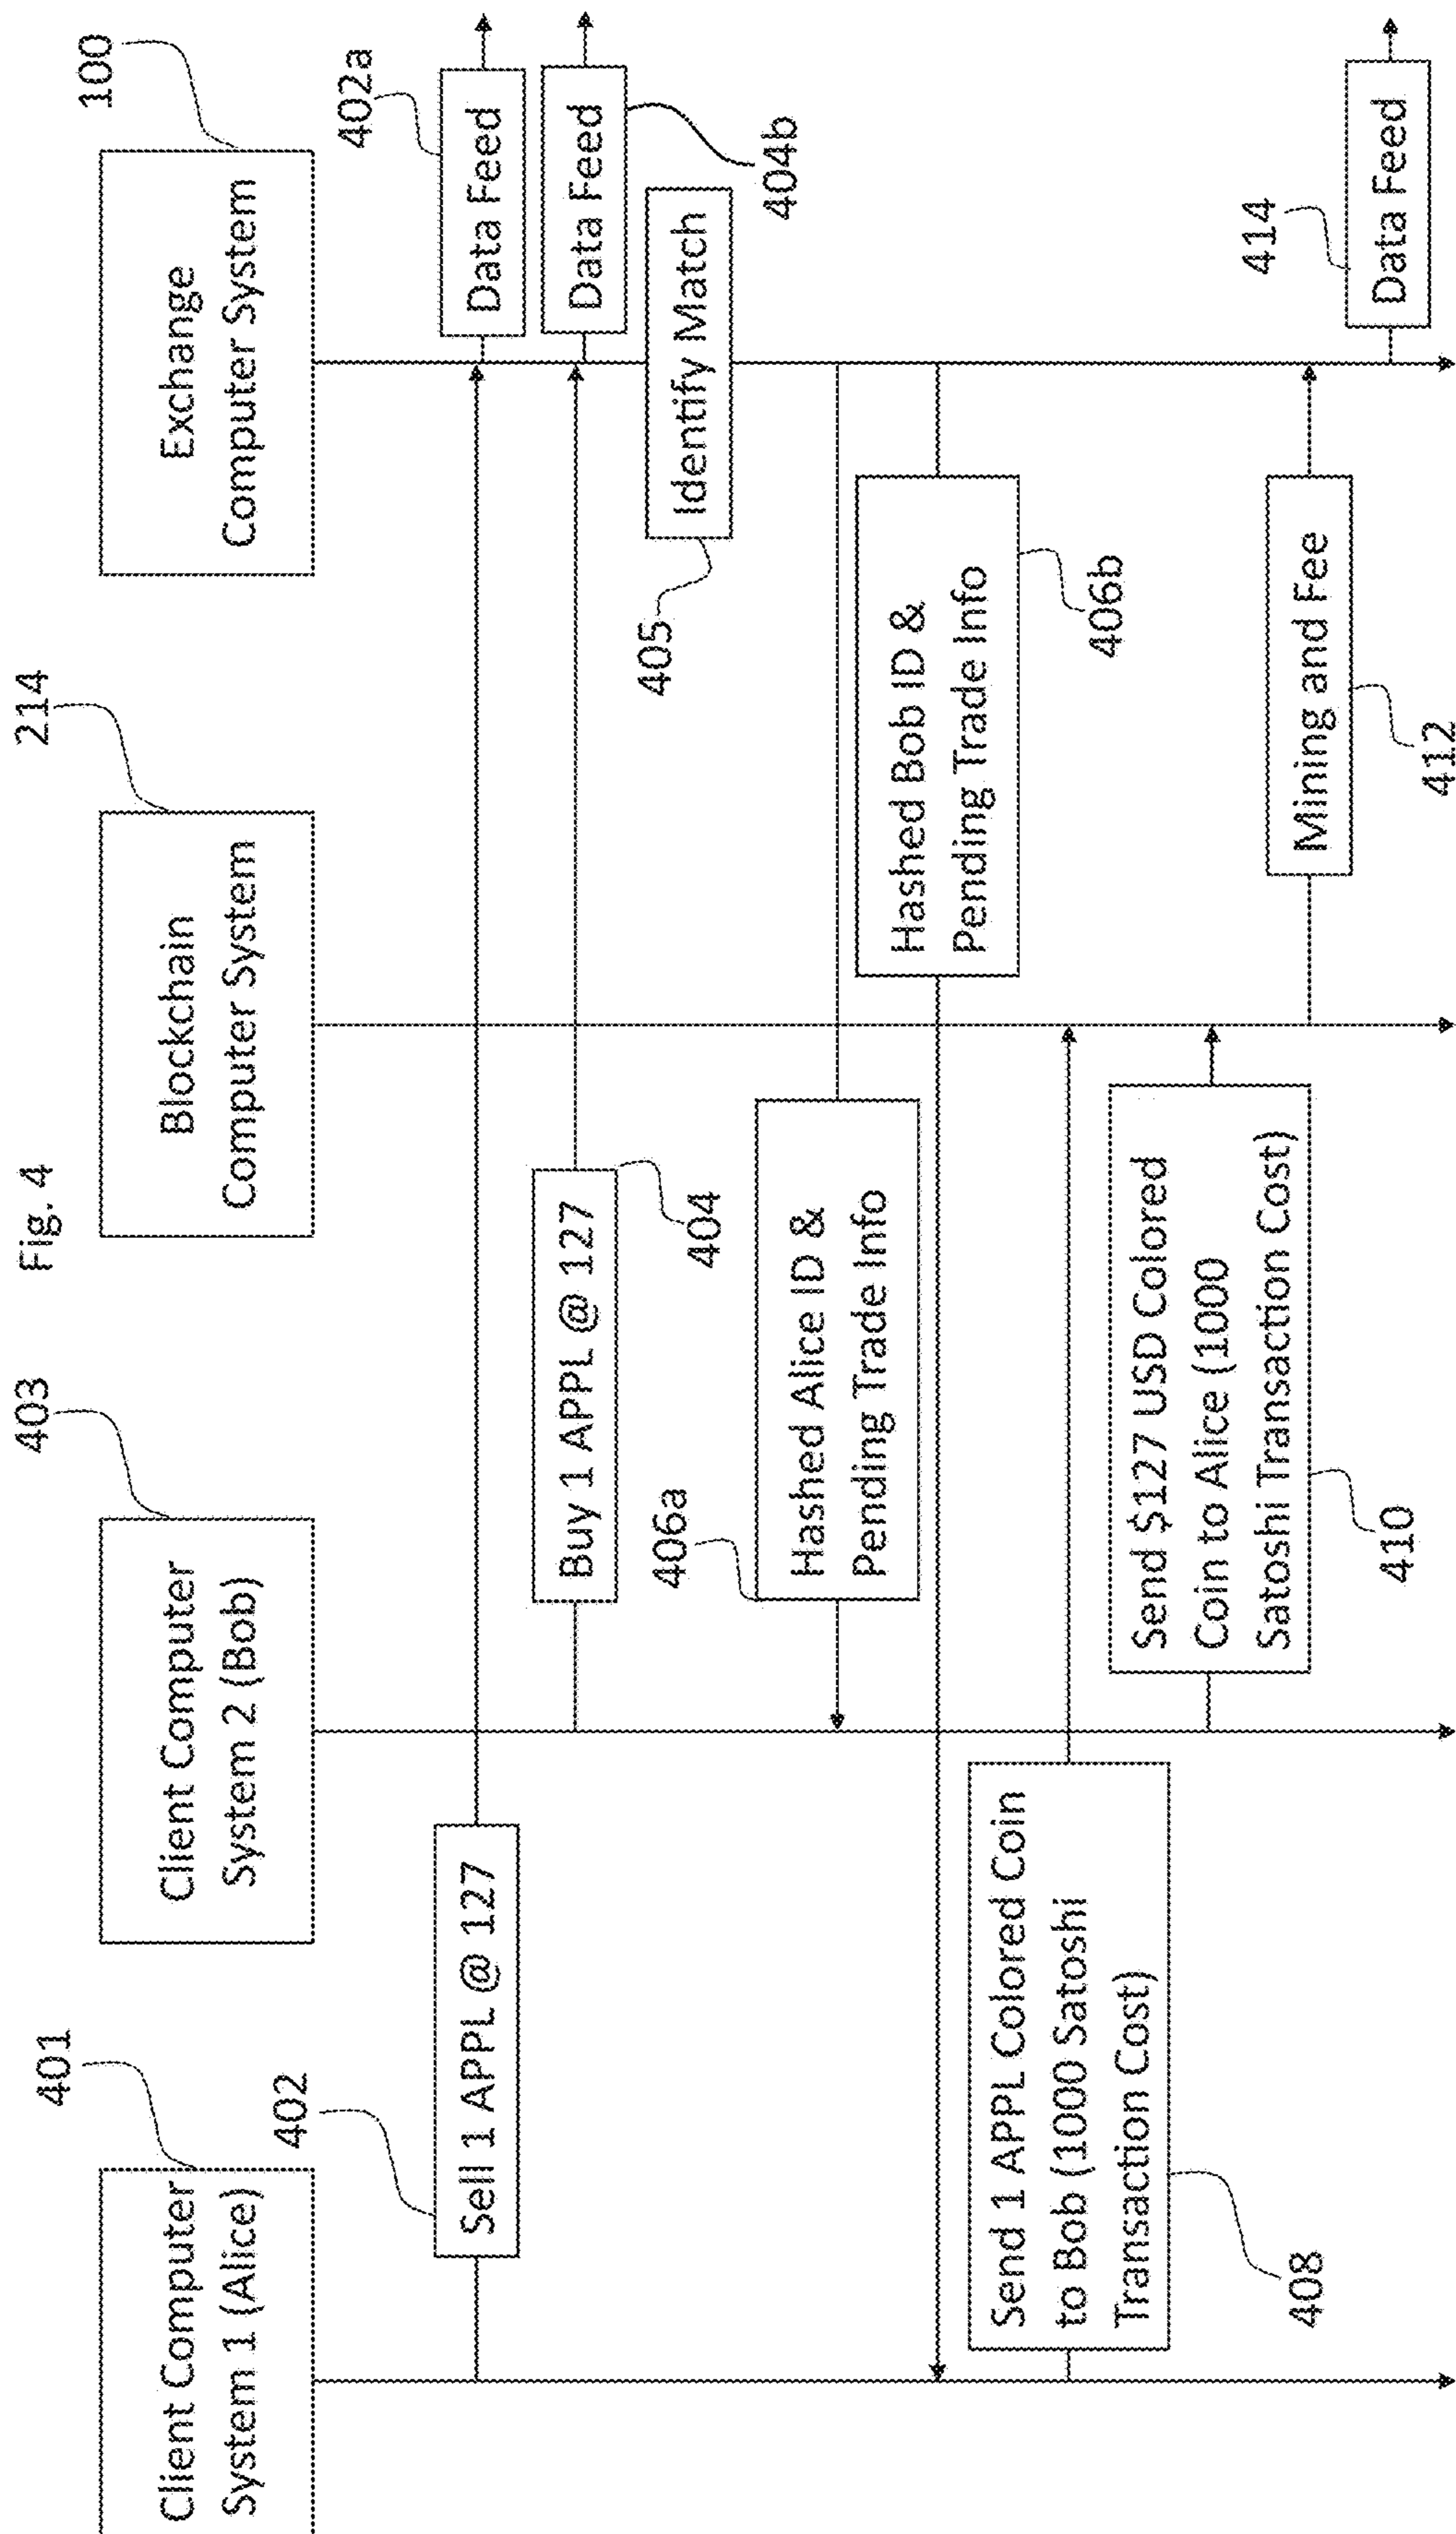 Fig. 4
401
Client Computer
System 1 (Alice)
403
Client Computer
System 2 (Bob)
214
Blockchain
Computer System
100
Exchange
Computer System
402
Sell 1 APPL @ 127
402a
Data Feed
Buy 1 APPL @ 127
404
Data Feed
404b
405
Identify Match
406a
Hashed Alice ID &
Pending Trade Info
Hashed Bob ID &
Pending Trade Info
406b
Send 1 APPL Colored Coin
to Bob (1000 Satoshi
Transaction Cost)
408
Send $127 USD Colored
Coin to Alice (1000
Satoshi Transaction Cost)
410
Mining and Fee
412
414
Data Feed